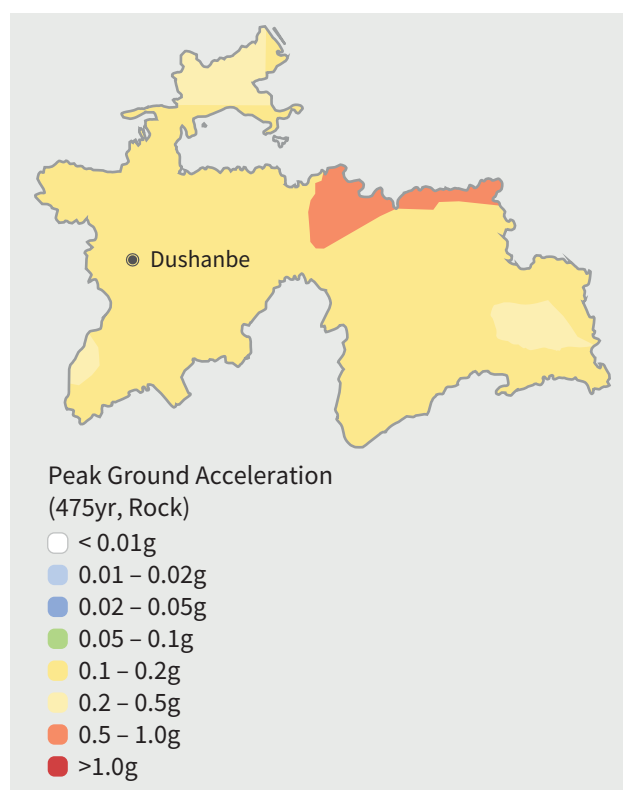 Dushanbe
Peak Ground Acceleration
(475yr, Rock)
< 0.01g
0.01 – 0.02g
0.02 – 0.05g
0.05 – 0.1g
0.1 – 0.2g
0.2 – 0.5g
0.5 – 1.0g
>1.0g